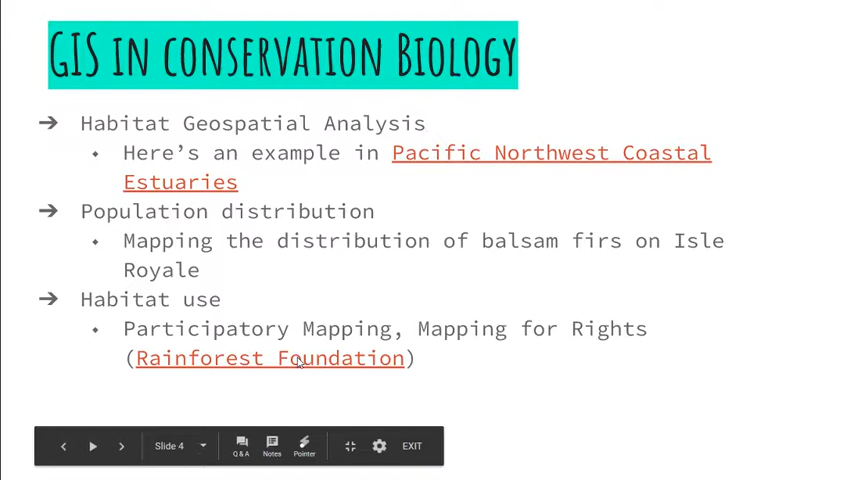 GIS in conservation Biology
➔ Habitat Geospatial Analysis
⬩ Here’s an example in Pacific Northwest Coastal
Estuaries
➔ Population distribution
⬩ Mapping the distribution of balsam firs on Isle
Royale
➔ Habitat use
⬩ Participatory Mapping, Mapping for Rights
(Rainforest Foundation)
Slide 4
Q & A
Notes
Pointer
EXIT